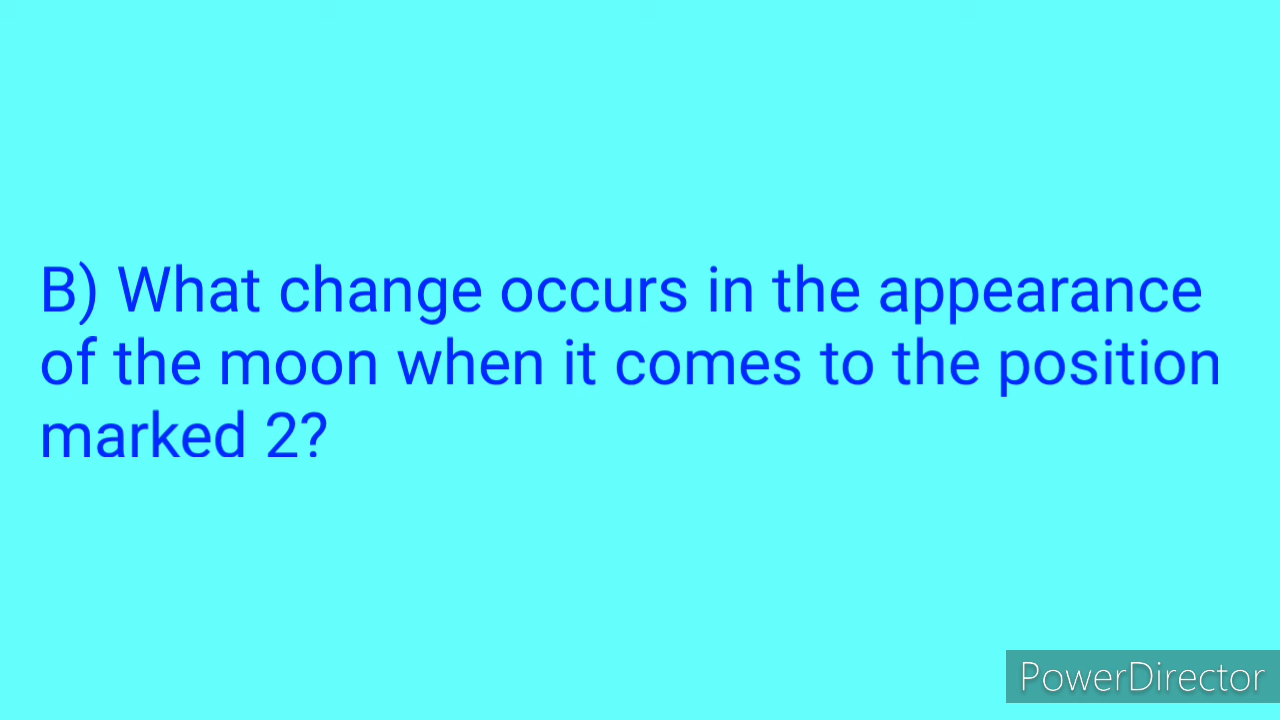 B) What change occurs in the appearance
of the moon when it comes to the position
marked 2?
PowerDirector